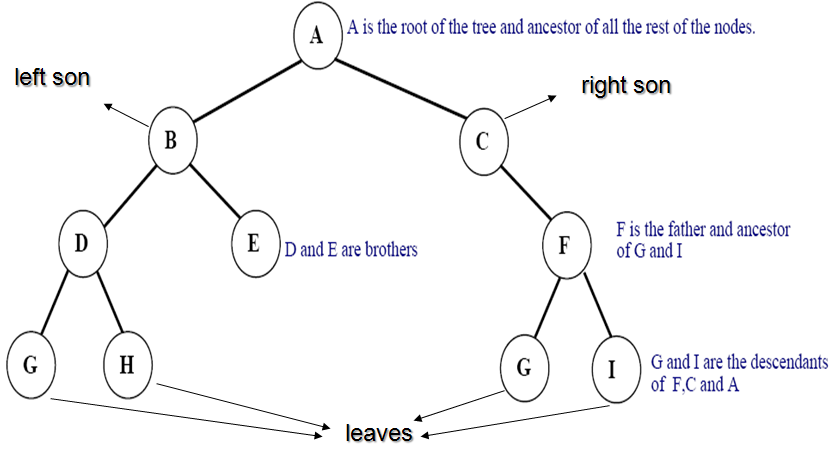 A
A is the root of the tree and ancestor of all the rest of the nodes.
left son
right son
B
C
D
E
D and E are brothers
F
F is the father and ancestor
of G and I
G
H
G
I
G and I are the descendants
of F,C and A
leaves